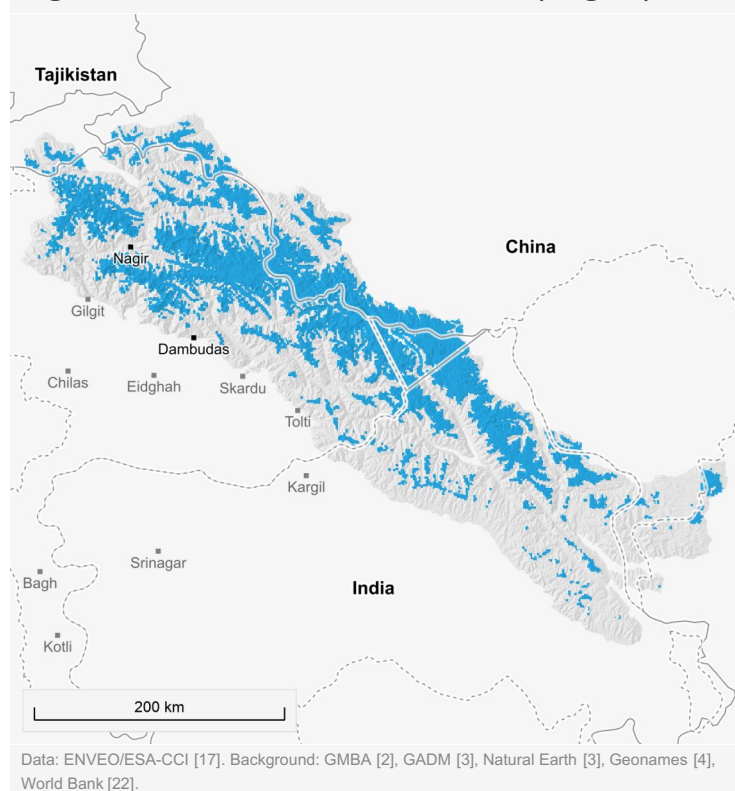 Tajikistan
China
Nagir
Gilgit
Dambudas
Chilas
Eidghah
Skardu
Tolti
Kargil
Srinagar
Bagh
India
Kotli
200 km
Data: ENVEO/ESA-CCI [17]. Background: GMBA [2], GADM [3], Natural Earth [3], Geonames [4],
World Bank [22].